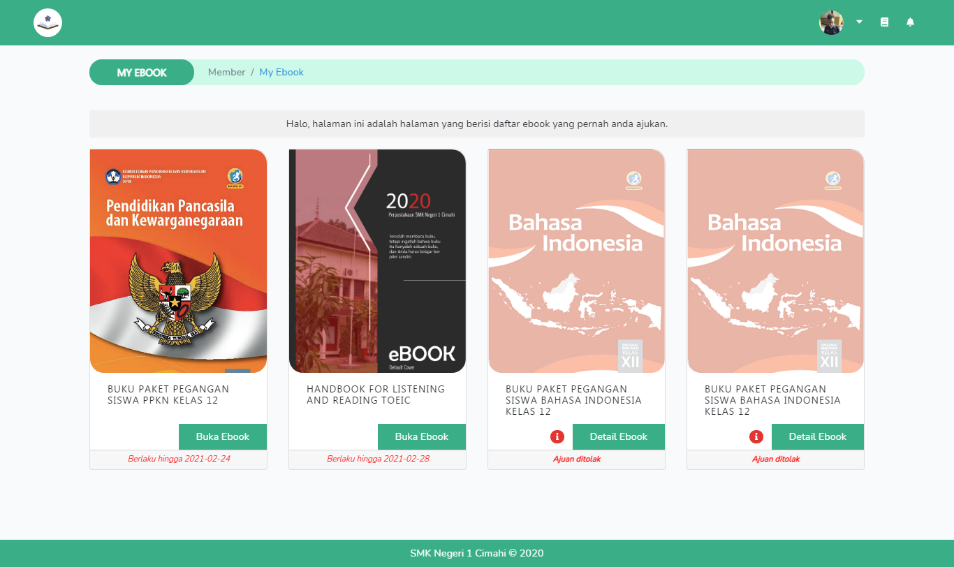 MY EBOOK
Member / My Ebook
Halo, halaman ini adalah halaman yang berisi daftar ebook yang pernah anda ajukan.
Pendidikan Pancasila
dan Kewarganegaraan
BUKU PAKET PEGANGAN
SISWA PPKN KELAS 12
Buka Ebook
Berlaku hingga 2021-02-24
2020
Perpustakaan SMK Negeri 1 Cimahi
eBOOK
Default Cover
HANDBOOK FOR LISTENING
AND READING TOEIC
Buka Ebook
Berlaku hingga 2021-02-28
Bahasa
Indonesia
KELAS
XII
BUKU PAKET PEGANGAN
SISWA BAHASA INDONESIA
KELAS 12
Detail Ebook
Ajuan ditolak
Bahasa
Indonesia
KELAS
XII
BUKU PAKET PEGANGAN
SISWA BAHASA INDONESIA
KELAS 12
Detail Ebook
Ajuan ditolak
SMK Negeri 1 Cimahi © 2020